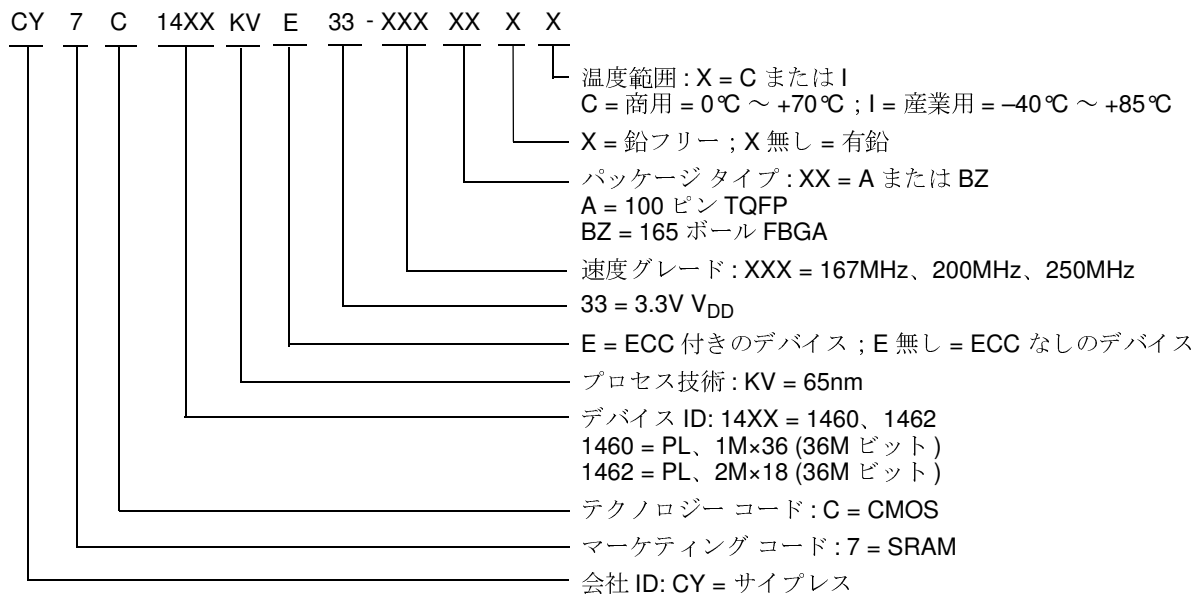 CY 7 C 14XX KV E 33 - XXX XX X X
温度範囲 : X = C または I
C = 商用 = 0℃ ～ +70℃ ; I = 産業用 = –40℃ ～ +85℃
X = 鉛フリー ; X 無し = 有鉛
パッケージ タイプ : XX = A または BZ
A = 100 ピン TQFP
BZ = 165 ボール FBGA
速度グレード : XXX = 167MHz、200MHz、250MHz
33 = 3.3V VDD
E = ECC 付きのデバイス ; E 無し = ECC なしのデバイス
プロセス技術 : KV = 65nm
デバイス ID: 14XX = 1460、1462
1460 = PL、1M×36 (36M ビット )
1462 = PL、2M×18 (36M ビット )
テクノロジー コード : C = CMOS
マーケティング コード : 7 = SRAM
会社 ID: CY = サイプレス